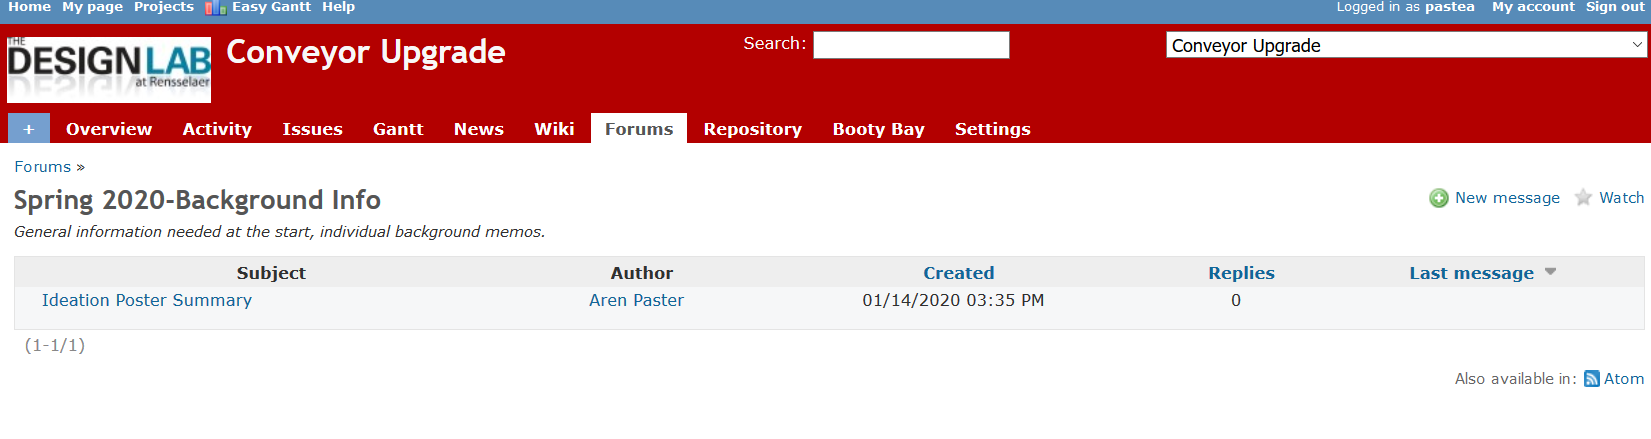 Home My page Projects Easy Gantt Help Logged in as pastea My account Sign out
THE
DESIGNLAB
at Rensselaer
Conveyor Upgrade
Search:
Conveyor Upgrade
+ Overview Activity Issues Gantt News Wiki Forums Repository Booty Bay Settings
Forums »
Spring 2020-Background Info
New message Watch
General information needed at the start, individual background memos.
Subject Author Created Replies Last message
Ideation Poster Summary Aren Paster 01/14/2020 03:35 PM 0
(1-1/1)
Also available in: Atom